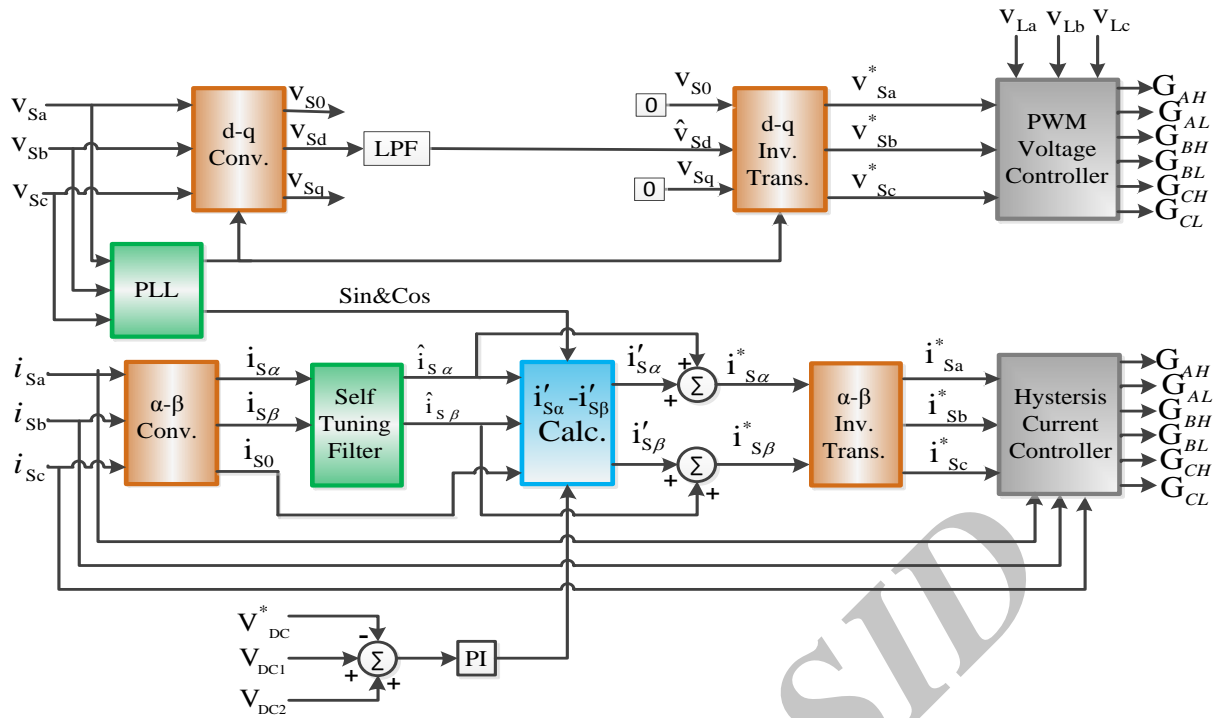 v_La v_Lb v_Lc
v_Sa
v_Sb
v_Sc
d-q
Conv.
v_S0
v_Sd
v_Sq
LPF
0
0
v_S0
v̂_Sd
v_Sq
d-q
Inv.
Trans.
v*_Sa
v*_Sb
v*_Sc
PWM
Voltage
Controller
G_AH
G_AL
G_BH
G_BL
G_CH
G_CL
PLL
Sin&Cos
i_Sa
i_Sb
i_Sc
α-β
Conv.
i_Sα
i_Sβ
i_S0
Self
Tuning
Filter
î_Sα
î_Sβ
i'_Sα-i'_Sβ
Calc.
i'_Sα
i'_Sβ
+
Σ
+
+
Σ
+
i*_Sα
i*_Sβ
α-β
Inv.
Trans.
i*_Sa
i*_Sb
i*_Sc
Hystersis
Current
Controller
G_AH
G_AL
G_BH
G_BL
G_CH
G_CL
V*_DC
V_DC1
V_DC2
-
Σ
+
+
PI
SID